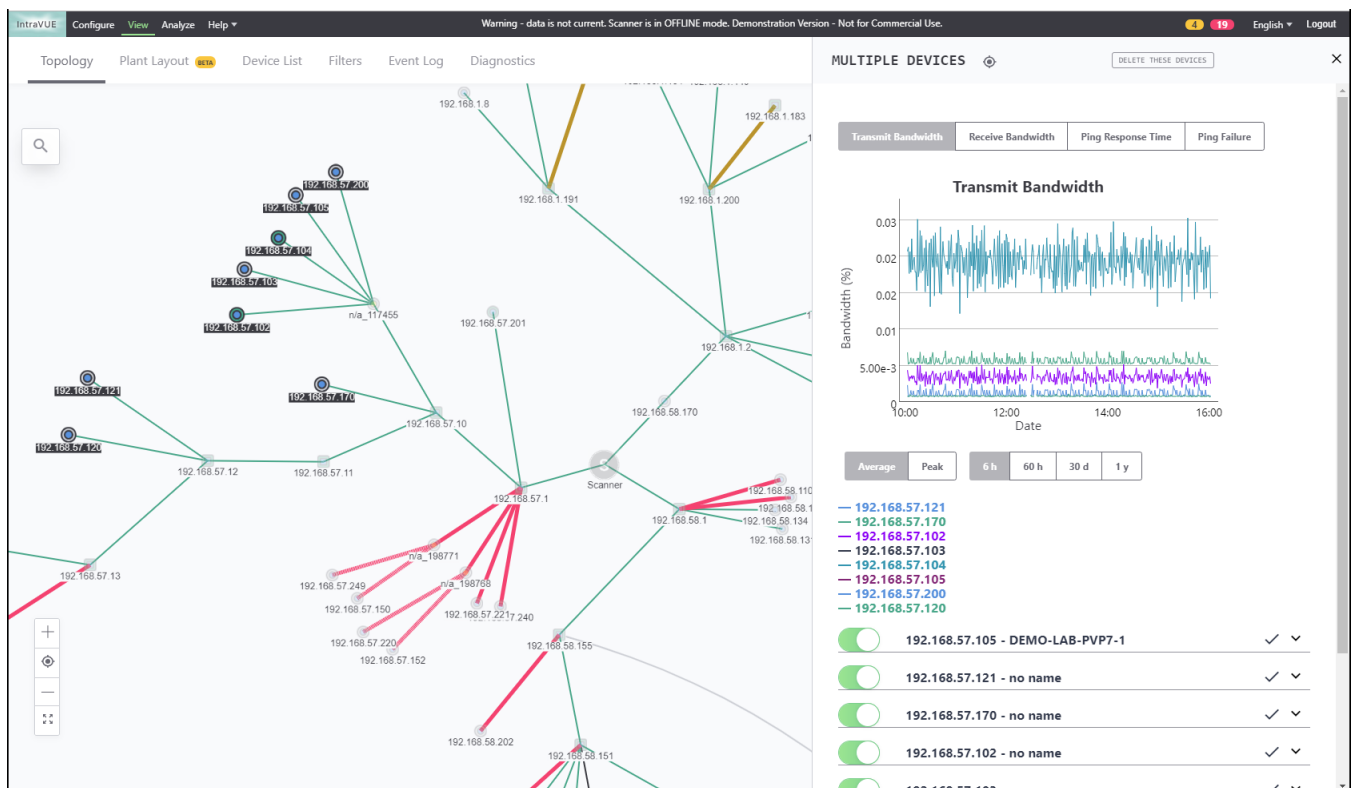 IntraVUE Configure View Analyze Help Warning - data is not current. Scanner is in OFFLINE mode. Demonstration Version - Not for Commercial Use. 4 19 English Logout
Topology Plant Layout BETA Device List Filters Event Log Diagnostics
MULTIPLE DEVICES DELETE THESE DEVICES
192.168.1.8
192.168.1.183
192.168.57.200
192.168.1.191
192.168.1.200
192.168.57.105
192.168.57.104
192.168.57.103
n/a_117455
192.168.57.102
192.168.57.201
192.168.1.2
192.168.57.121
192.168.57.170
192.168.58.170
192.168.57.10
192.168.57.120
192.168.57.12
192.168.57.11
Scanner
192.168.57.1
192.168.58.110
192.168.58.1
192.168.58.134
192.168.58.1
n/a_198771
192.168.57.13
192.168.57.249
n/a_198768
192.168.57.150
192.168.57.221
7.240
192.168.57.220
192.168.57.152
192.168.58.155
192.168.58.202
192.168.58.151
Transmit Bandwidth Receive Bandwidth Ping Response Time Ping Failure
Transmit Bandwidth
Bandwidth (%)
0.03
0.02
0.02
0.01
5.00e-3
0
10:00 12:00 14:00 16:00
Date
Average Peak 6 h 60 h 30 d 1 y
192.168.57.121
192.168.57.170
192.168.57.102
192.168.57.103
192.168.57.104
192.168.57.105
192.168.57.200
192.168.57.120
192.168.57.105 - DEMO-LAB-PVP7-1
192.168.57.121 - no name
192.168.57.170 - no name
192.168.57.102 - no name